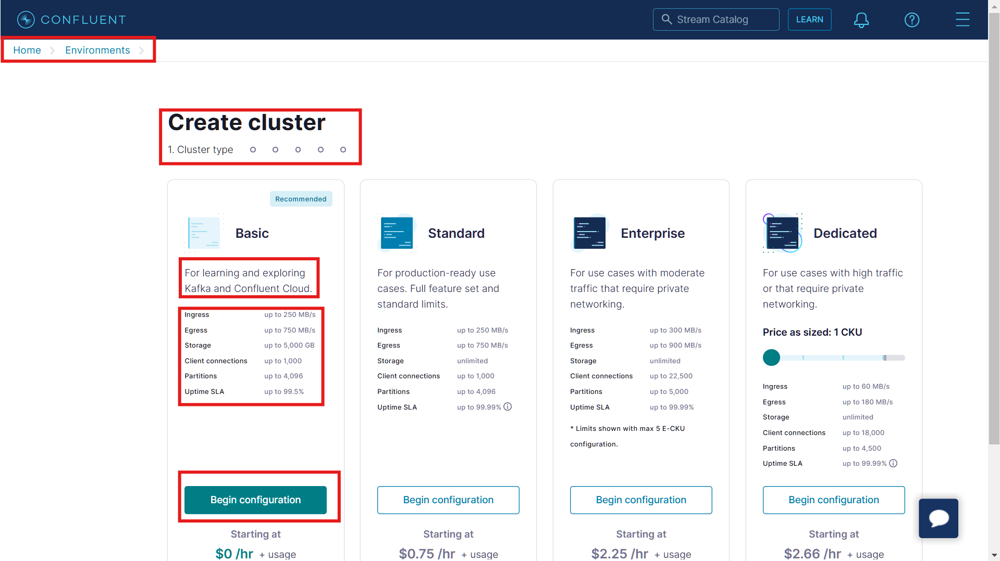 CONFLUENT
Stream Catalog
LEARN
Home
Environments
Create cluster
1. Cluster type
Recommended
Basic
For learning and exploring
Kafka and Confluent Cloud.
Ingress up to 250 MB/s
Egress up to 750 MB/s
Storage up to 5,000 GB
Client connections up to 1,000
Partitions up to 4,096
Uptime SLA up to 99.5%
Begin configuration
Starting at
$0 /hr + usage
Standard
For production-ready use
cases. Full feature set and
standard limits.
Ingress up to 250 MB/s
Egress up to 750 MB/s
Storage unlimited
Client connections up to 1,000
Partitions up to 4,096
Uptime SLA up to 99.99%
Begin configuration
Starting at
$0.75 /hr + usage
Enterprise
For use cases with moderate
traffic that require private
networking.
Ingress up to 300 MB/s
Egress up to 900 MB/s
Storage unlimited
Client connections up to 22,500
Partitions up to 5,000
Uptime SLA up to 99.99%
* Limits shown with max 5 E-CKU
configuration.
Begin configuration
Starting at
$2.25 /hr + usage
Dedicated
For use cases with high traffic
or that require private
networking.
Price as sized: 1 CKU
Ingress up to 60 MB/s
Egress up to 180 MB/s
Storage unlimited
Client connections up to 18,000
Partitions up to 4,500
Uptime SLA up to 99.99%
Begin configuration
Starting at
$2.66 /hr + usage